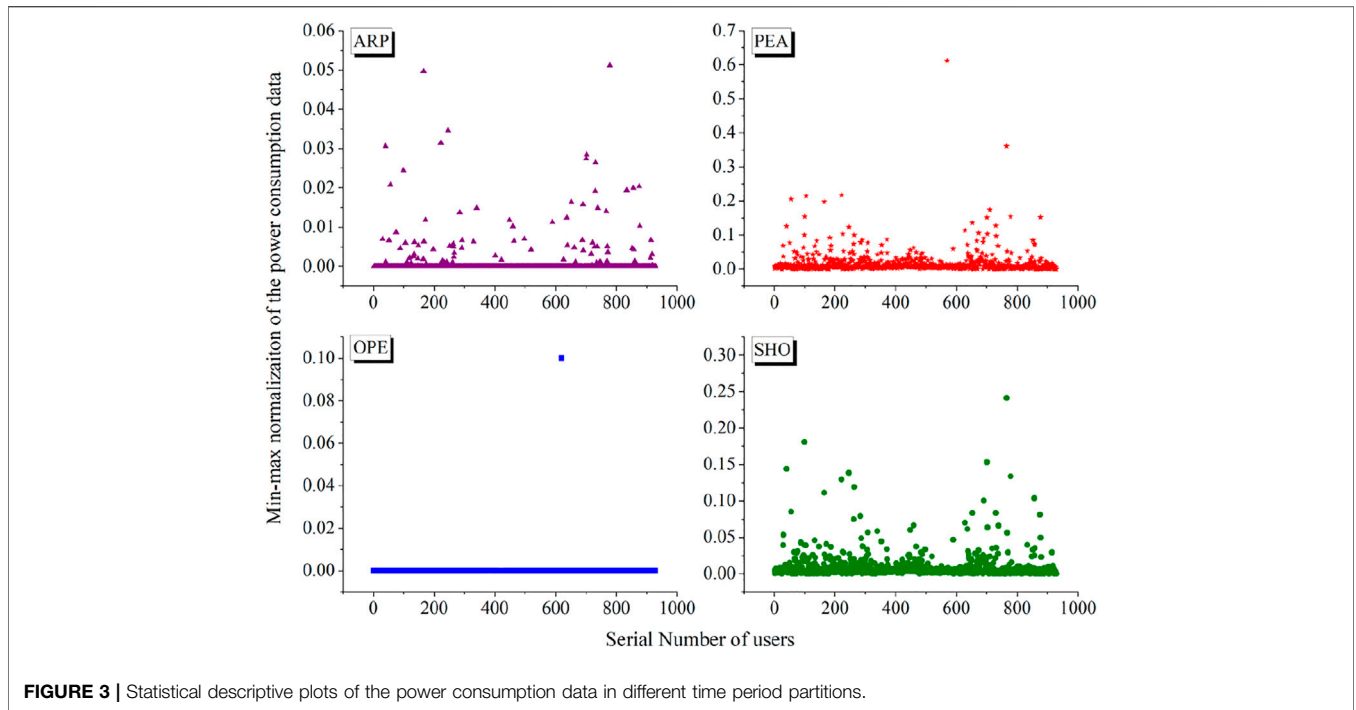 Min-max normalizaiton of the power consumption data
ARP
0.06
0.05
0.04
0.03
0.02
0.01
0.00
0 200 400 600 800 1000
PEA
0.7
0.6
0.5
0.4
0.3
0.2
0.1
0.0
0 200 400 600 800 1000
OPE
0.10
0.08
0.06
0.04
0.02
0.00
0 200 400 600 800 1000
SHO
0.30
0.25
0.20
0.15
0.10
0.05
0.00
0 200 400 600 800 1000
Serial Number of users
FIGURE 3 | Statistical descriptive plots of the power consumption data in different time period partitions.